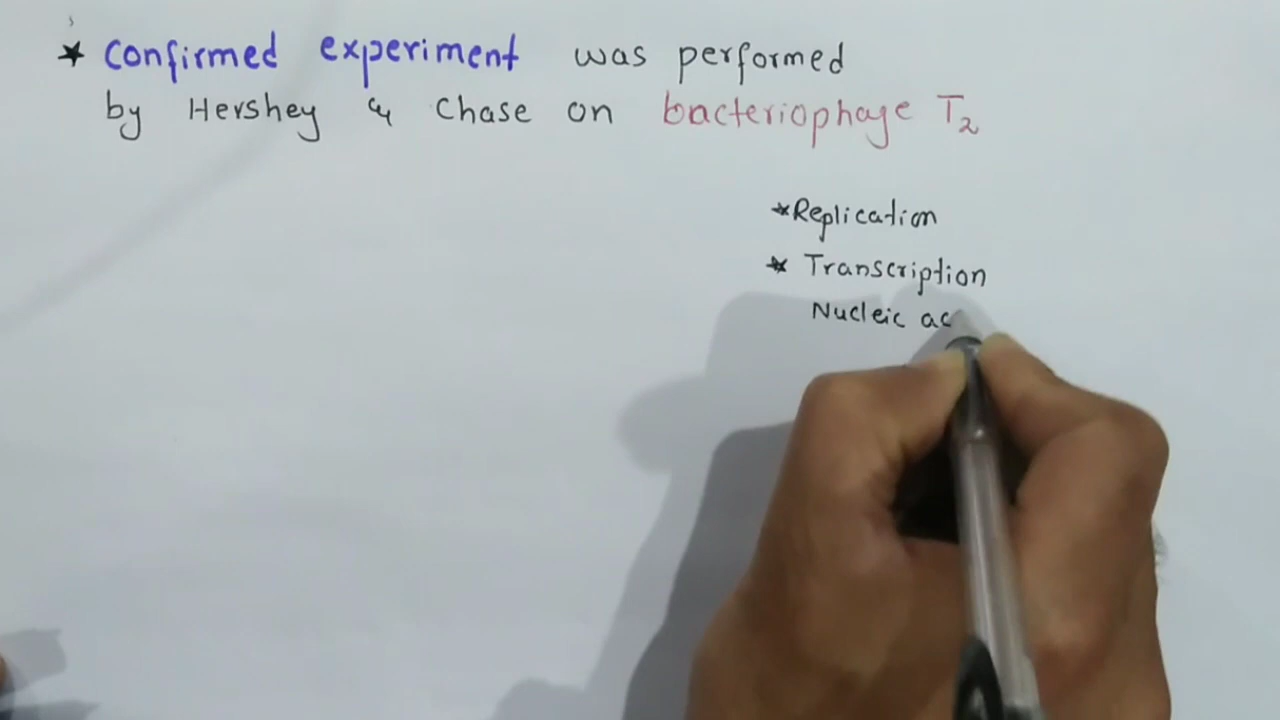 ★ Confirmed experiment was performed
by Hershey & Chase on bacteriophage T₂
★ Replication
★ Transcription
Nucleic ac